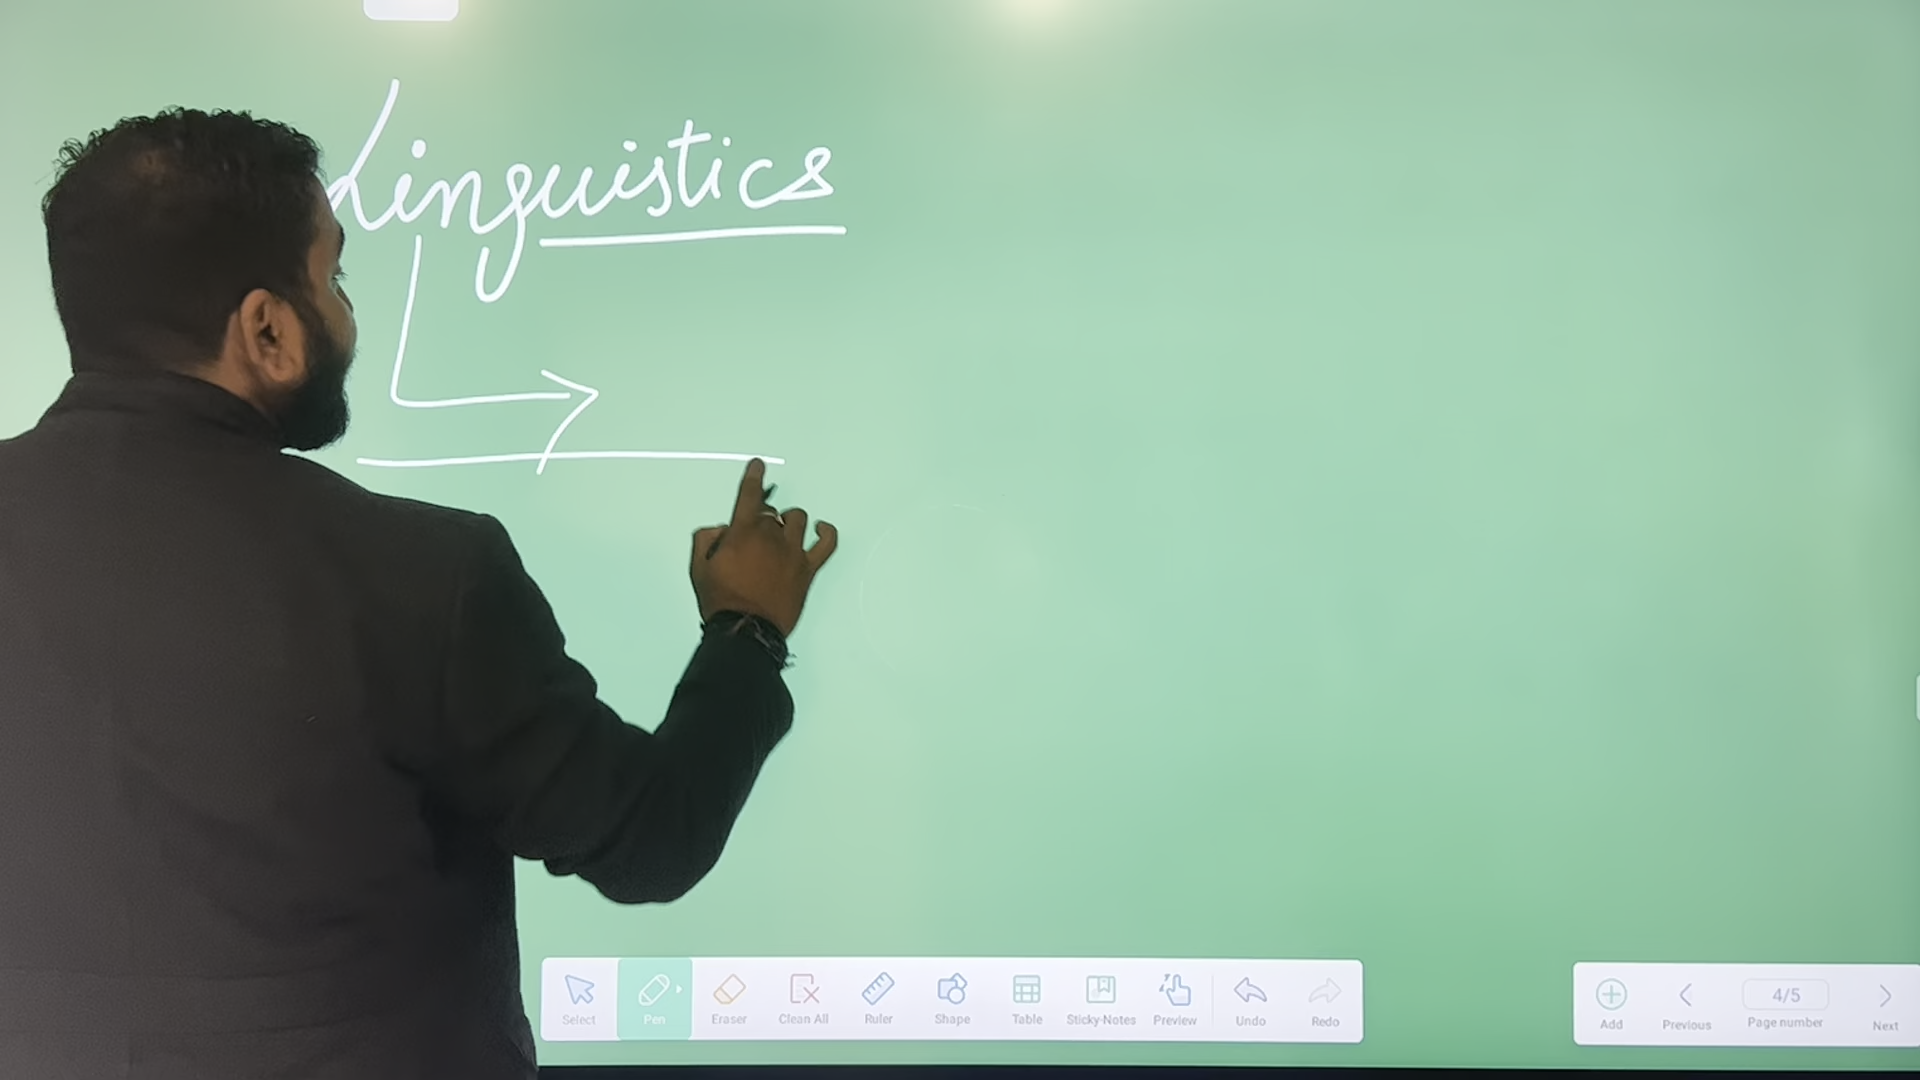 Linguistics
Select Pen Eraser Clean All Ruler Shape Table Sticky-Notes Preview Undo Redo
Add Previous 4/5 Page number Next